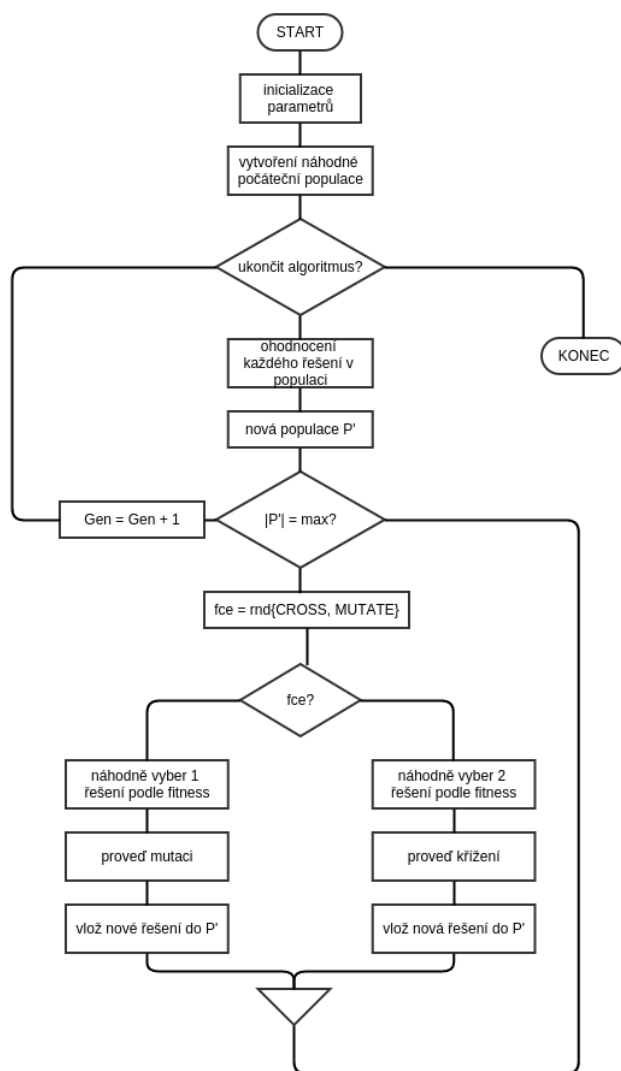 START
inicializace
parametrů
vytvoření náhodné
počáteční populace
ukončit algoritmus?
KONEC
ohodnocení
každého řešení v
populaci
nová populace P'
Gen = Gen + 1
|P'| = max?
fce = rnd{CROSS, MUTATE}
fce?
náhodně vyber 1
řešení podle fitness
náhodně vyber 2
řešení podle fitness
proveď mutaci
proveď křížení
vlož nové řešení do P'
vlož nová řešení do P'